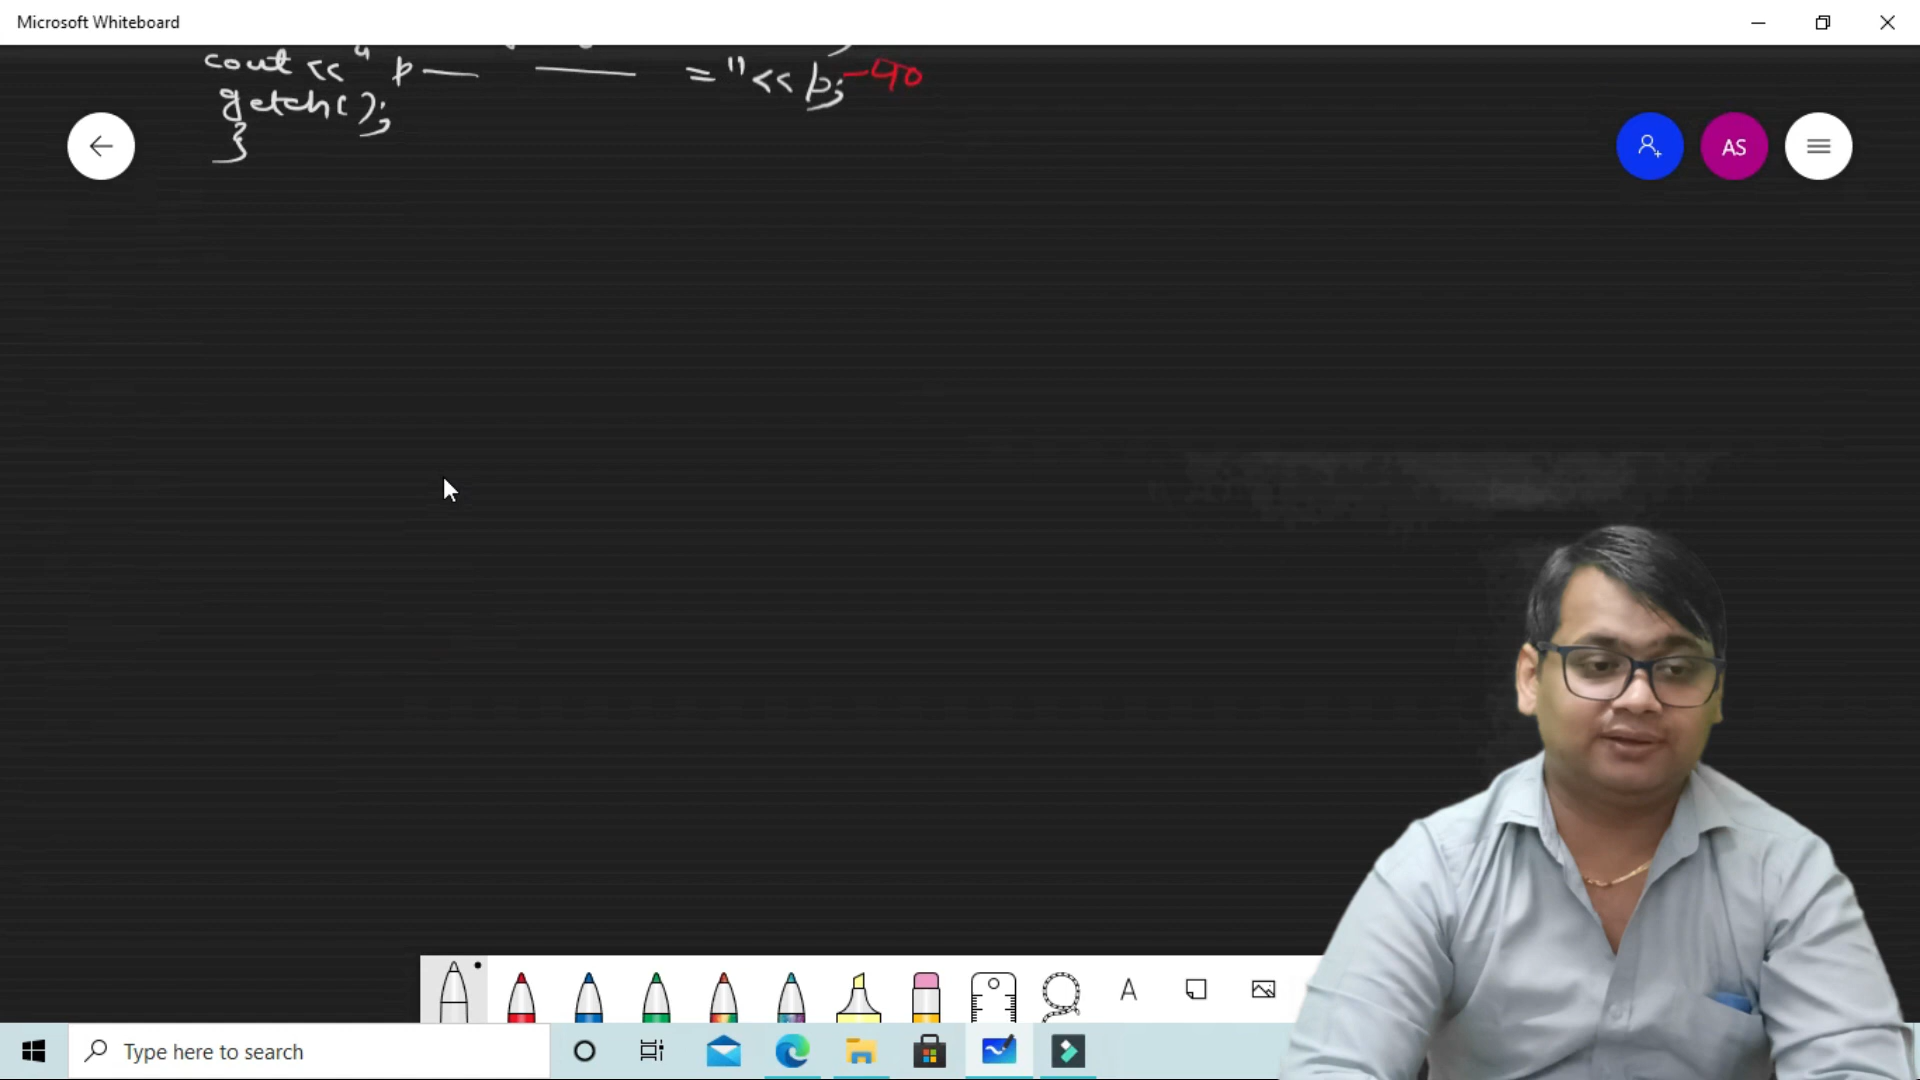 Microsoft Whiteboard
cout << " p — — = " << p; - 90
getch();
}
AS
A
Type here to search